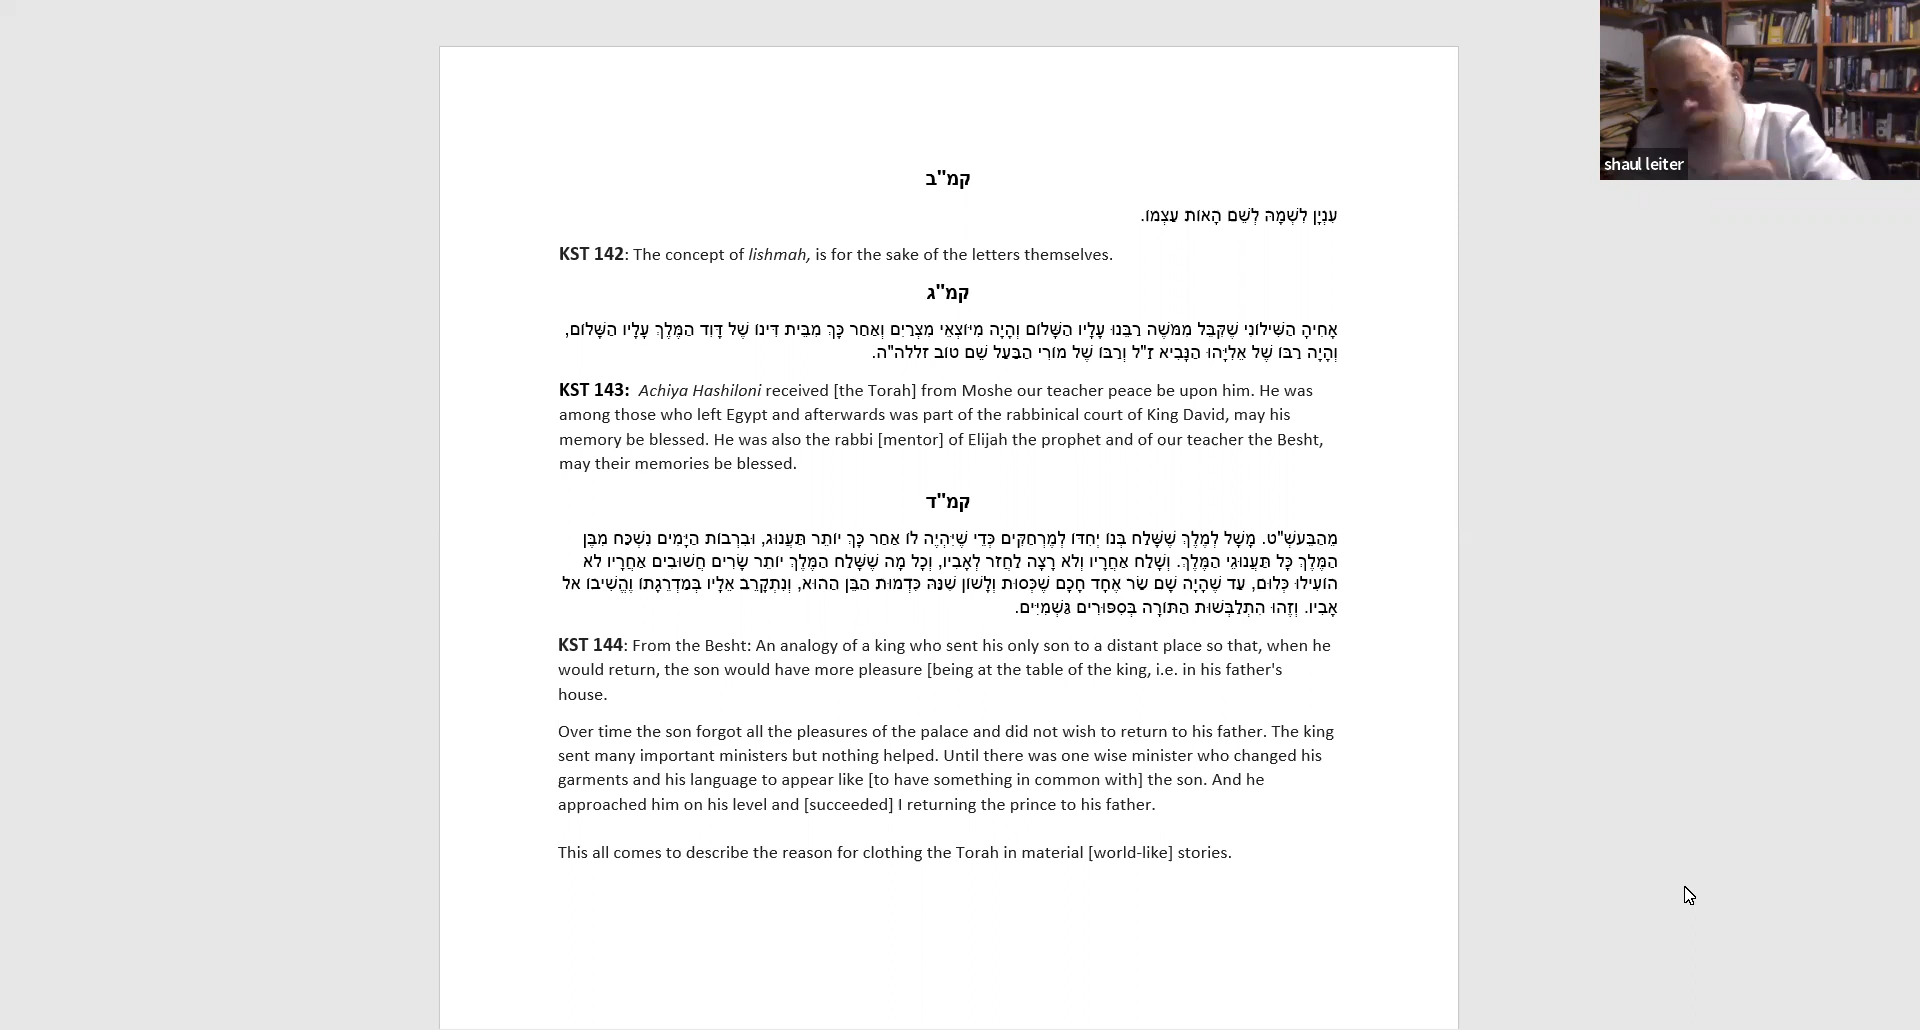 shaul leiter
קמ"ב
עִנְיָן לִשְׁמָהּ לְשֵׁם הָאוֹת עַצְמוֹ.
KST 142: The concept of lishmah, is for the sake of the letters themselves.
קמ"ג
אֲחִיָּה הַשִּׁילוֹנִי שֶׁקִּבֵּל מִמֹּשֶׁה רַבֵּנוּ עָלָיו הַשָּׁלוֹם וְהָיָה מִיּוֹצְאֵי מִצְרַיִם וְאַחַר כָּךְ מִבֵּית דִּינוֹ שֶׁל דָּוִד הַמֶּלֶךְ עָלָיו הַשָּׁלוֹם,
וְהָיָה רַבּוֹ שֶׁל אֵלִיָּהוּ הַנָּבִיא ז"ל וְרַבּוֹ שֶׁל מוֹרִי הַבַּעַל שֵׁם טוֹב זללה"ה.
KST 143: Achiya Hashiloni received [the Torah] from Moshe our teacher peace be upon him. He was
among those who left Egypt and afterwards was part of the rabbinical court of King David, may his
memory be blessed. He was also the rabbi [mentor] of Elijah the prophet and of our teacher the Besht,
may their memories be blessed.
קמ"ד
מֵהַבֵּעשְׁ"ט. מָשָׁל לְמֶלֶךְ שֶׁשָּׁלַח בְּנוֹ יְחִדוֹ לְמֶרְחַקִּים כְּדֵי שֶׁיִּהְיֶה לוֹ אַחַר כָּךְ יוֹתֵר תַּעֲנוּג, וּבִרְבוֹת הַיָּמִים נִשְׁכַּח מִבֶּן
הַמֶּלֶךְ כָּל תַּעֲנוּגֵי הַמֶּלֶךְ. וְשָׁלַח אַחֲרָיו וְלֹא רָצָה לַחֲזֹר לְאָבִיו, וְכָל מָה שֶׁשָּׁלַח הַמֶּלֶךְ יוֹתֵר שָׂרִים חֲשׁוּבִים אַחֲרָיו לֹא
הוֹעִילוּ כְּלוּם, עַד שֶׁהָיָה שָׁם שַׂר אֶחָד חָכָם שֶׁכְּסוּת וְלָשׁוֹן שִׁנָּה כִּדְמוּת הַבֵּן הַהוּא, וְנִתְקָרֵב אֵלָיו בְּמַדְרֵגָתוֹ וֶהֱשִׁיבוֹ אל
אָבִיו. וְזֶהוּ הִתְלַבְּשׁוּת הַתּוֹרָה בְּסִפּוּרִים גַּשְׁמִיִּים.
KST 144: From the Besht: An analogy of a king who sent his only son to a distant place so that, when he
would return, the son would have more pleasure [being at the table of the king, i.e. in his father's
house.
Over time the son forgot all the pleasures of the palace and did not wish to return to his father. The king
sent many important ministers but nothing helped. Until there was one wise minister who changed his
garments and his language to appear like [to have something in common with] the son. And he
approached him on his level and [succeeded] I returning the prince to his father.
This all comes to describe the reason for clothing the Torah in material [world-like] stories.